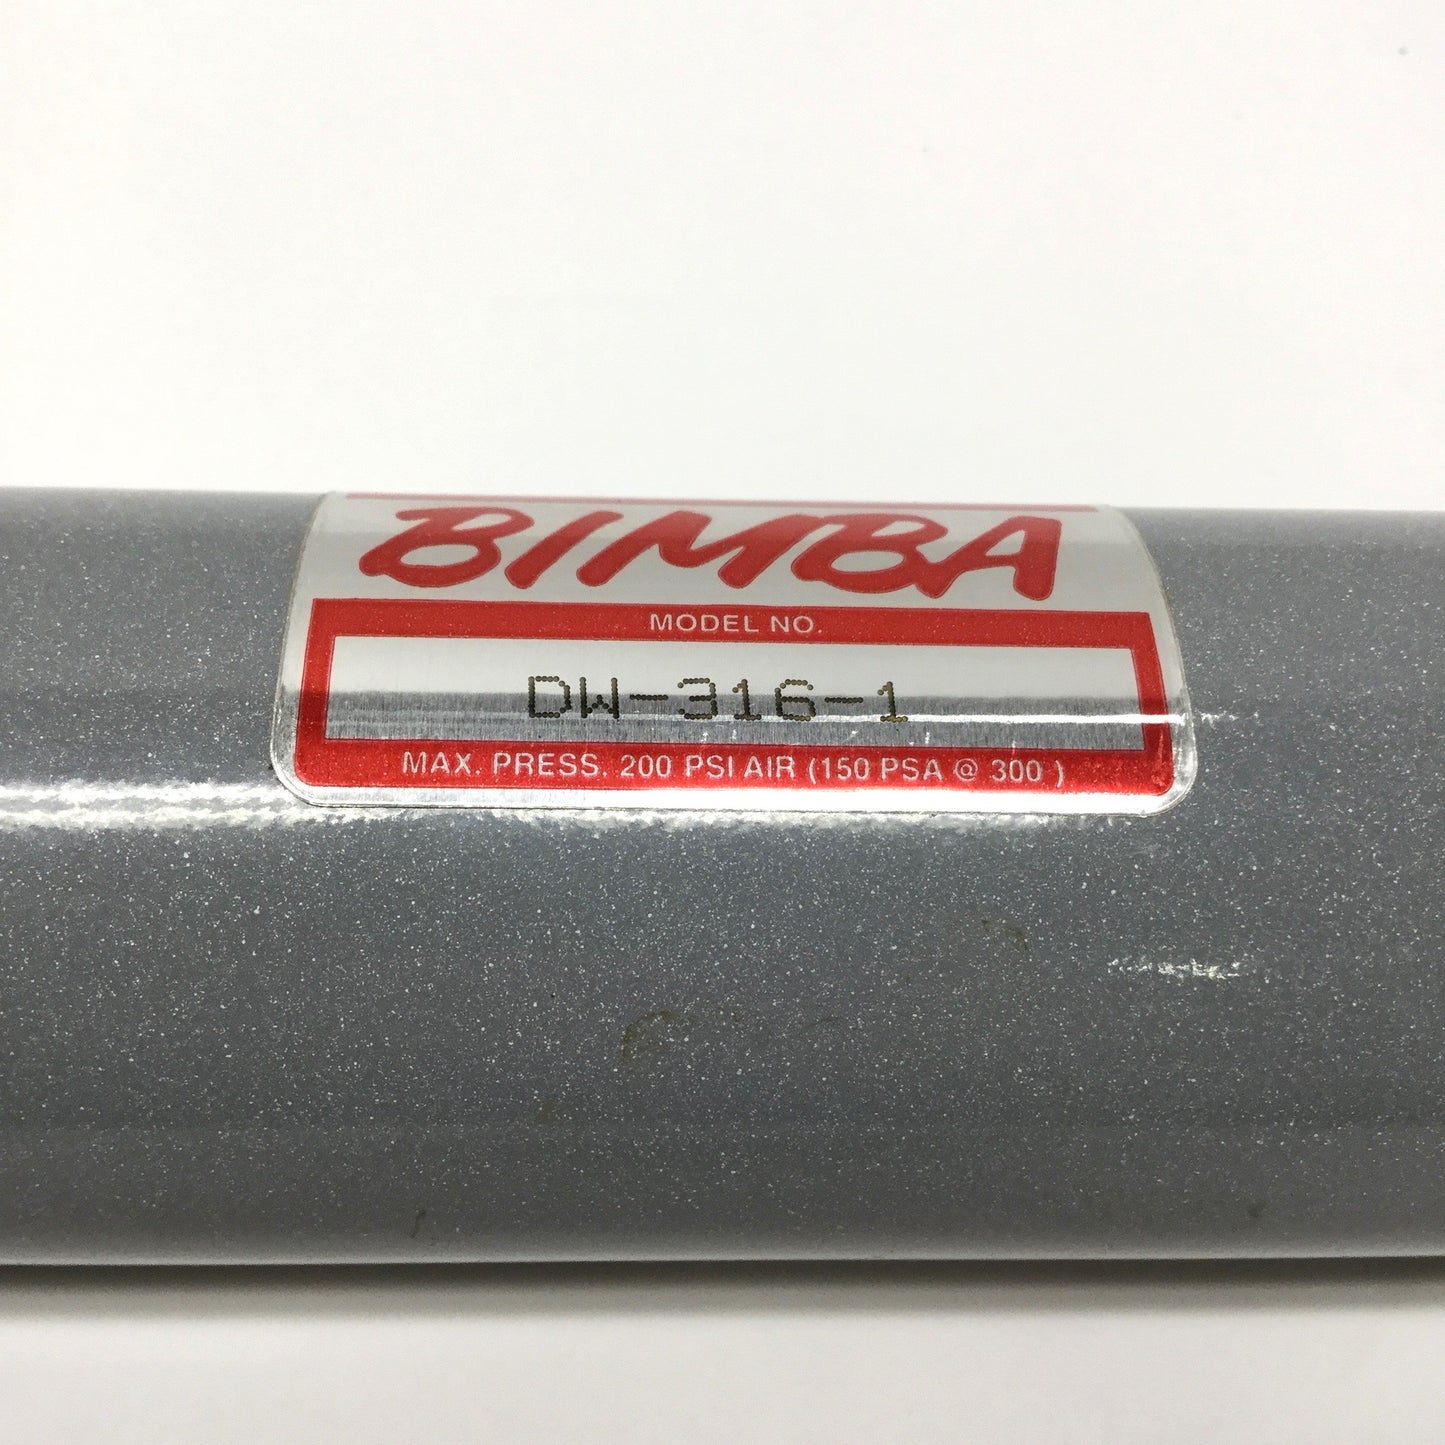 BIMBA
MODEL NO.
DW-316-1
MAX. PRESS. 200 PSI AIR (150 PSA @ 300 )